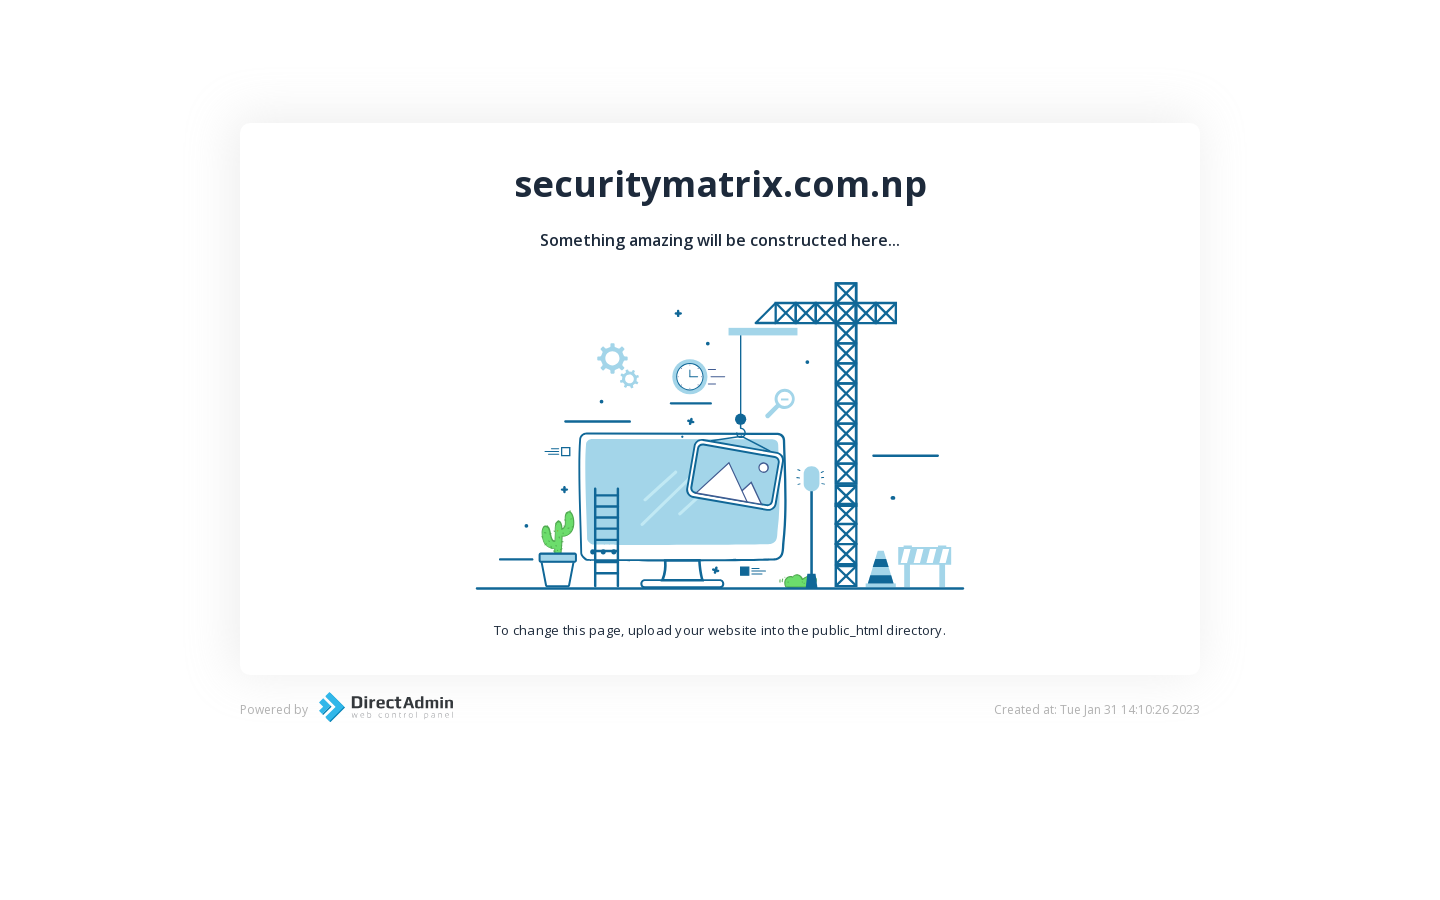 securitymatrix.com.np
Something amazing will be constructed here...
To change this page, upload your website into the public_html directory.
Powered by DirectAdmin
web control panel
Created at: Tue Jan 31 14:10:26 2023